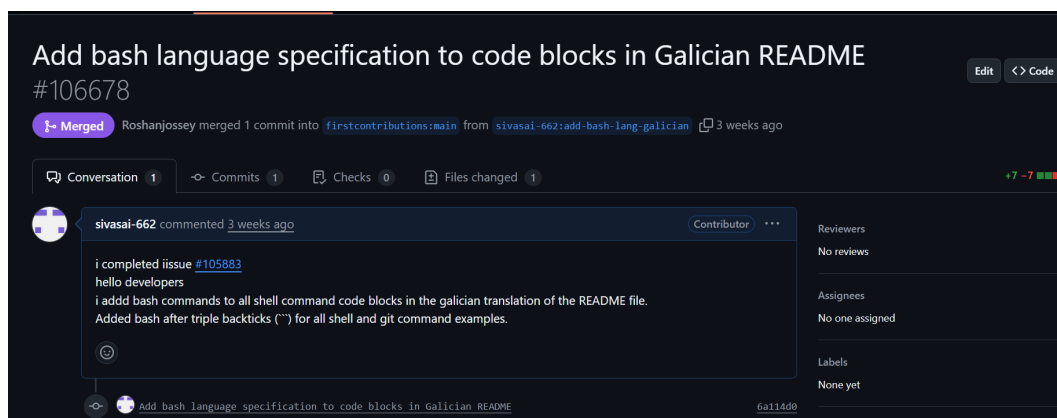 Add bash language specification to code blocks in Galician README
#106678
Edit
<> Code
Merged
Roshanjossey merged 1 commit into firstcontributions:main from sivasai-662:add-bash-lang-galician 3 weeks ago
Conversation 1
Commits 1
Checks 0
Files changed 1
+7 −7
sivasai-662 commented 3 weeks ago
Contributor
i completed iissue #105883
hello developers
i addd bash commands to all shell command code blocks in the galician translation of the README file.
Added bash after triple backticks (```) for all shell and git command examples.
Reviewers
No reviews
Assignees
No one assigned
Labels
None yet
Add bash language specification to code blocks in Galician README
6a114d0